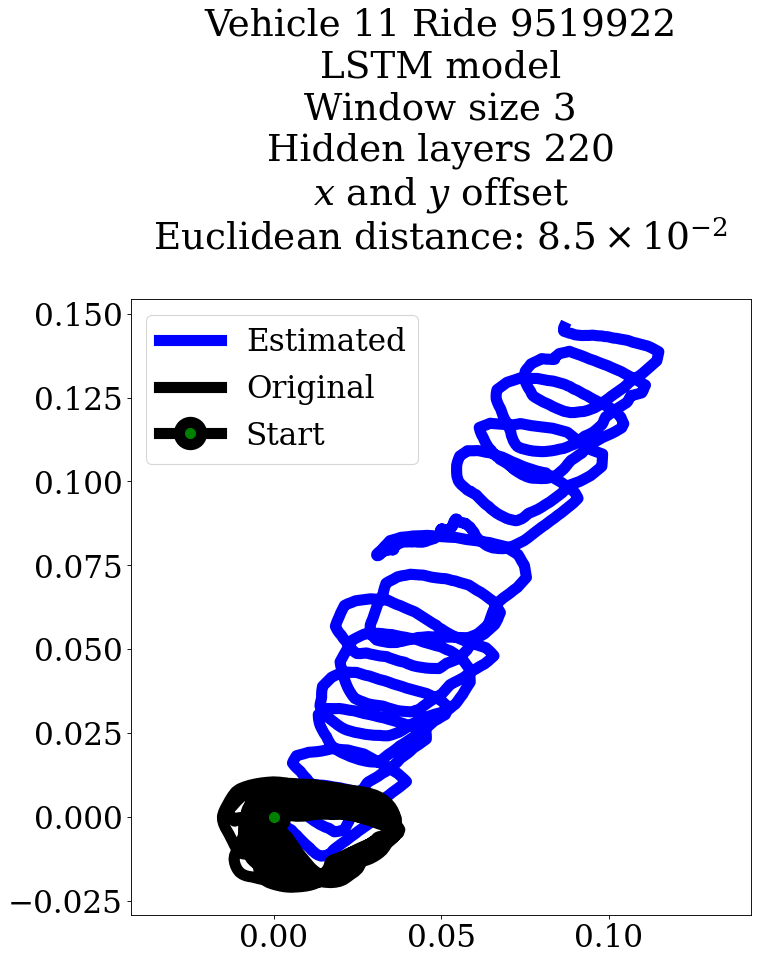 Vehicle 11 Ride 9519922
LSTM model
Window size 3
Hidden layers 220
x and y offset
Euclidean distance: 8.5 × 10⁻²
Estimated
Original
Start
0.150
0.125
0.100
0.075
0.050
0.025
0.000
−0.025
0.00 0.05 0.10